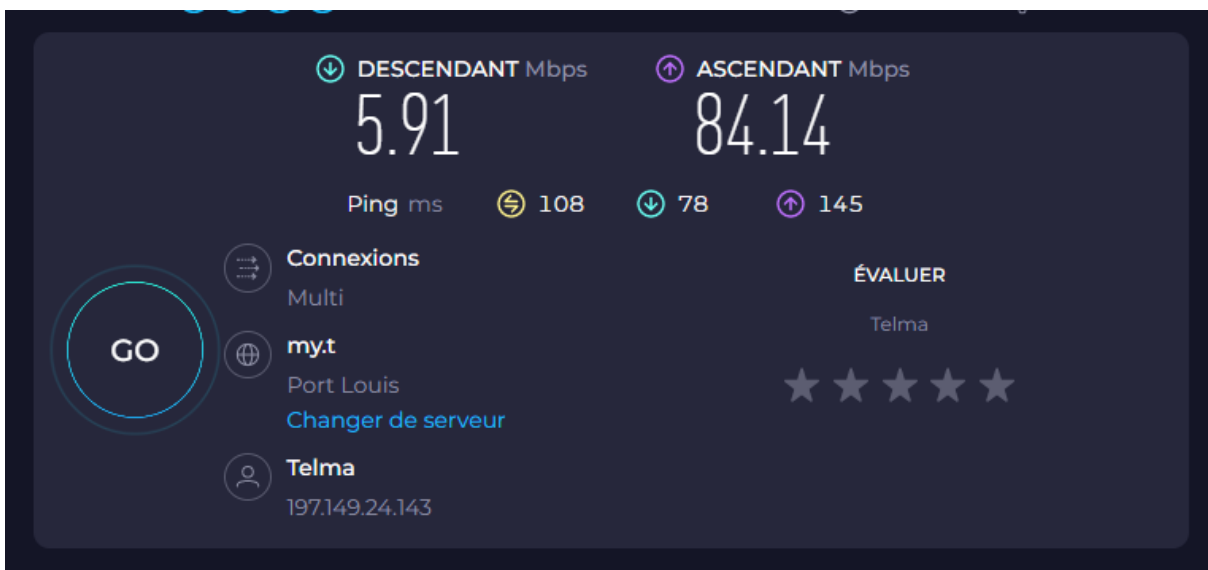 DESCENDANT Mbps
5.91
ASCENDANT Mbps
84.14
Ping ms 108 78 145
GO
Connexions
Multi
my.t
Port Louis
Changer de serveur
Telma
197.149.24.143
ÉVALUER
Telma